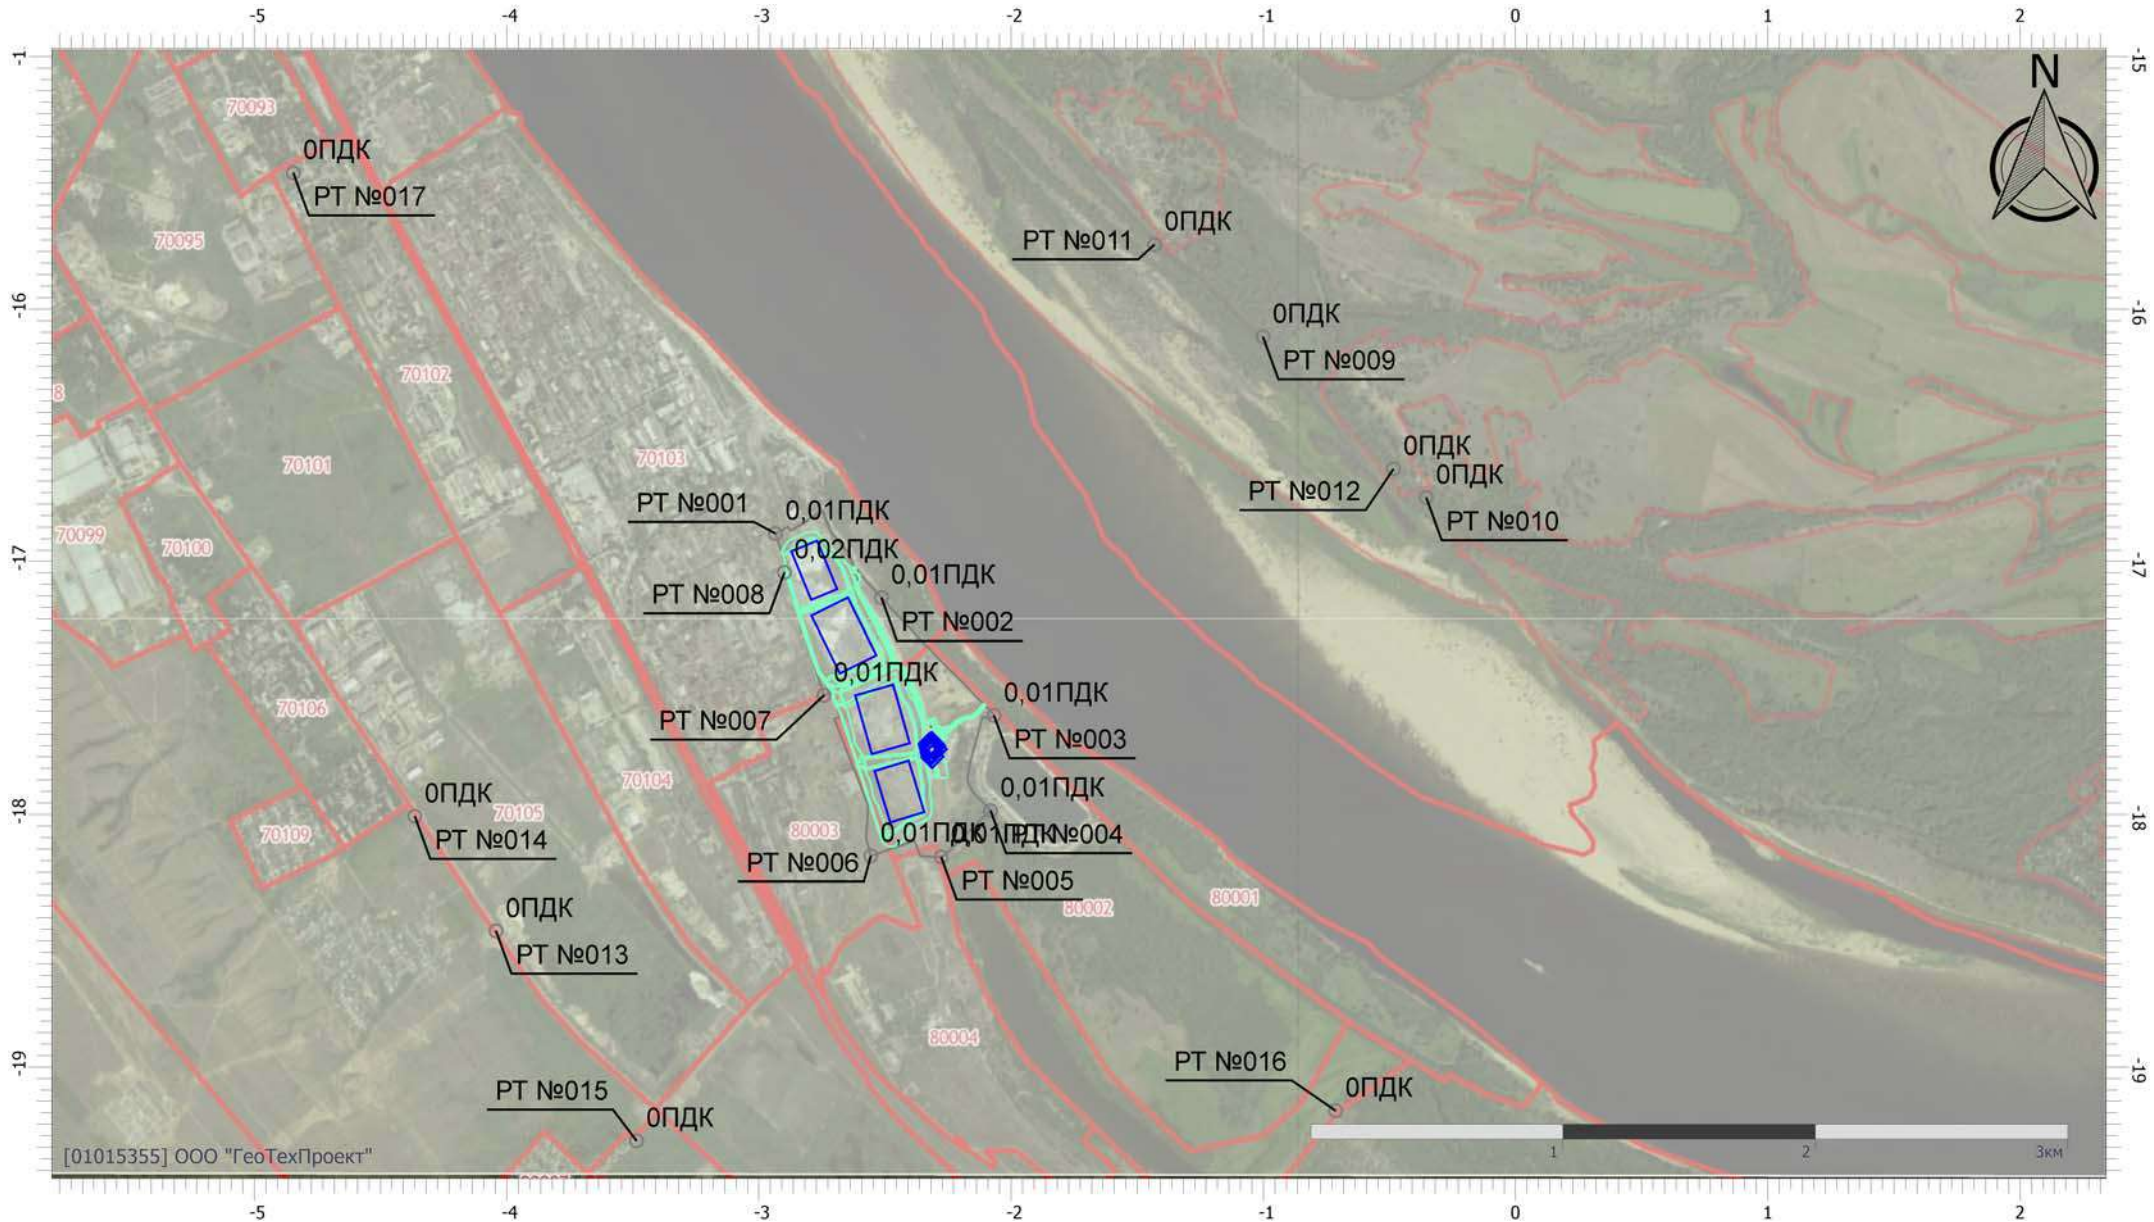 -5 -4 -3 -2 -1 0 1 2
-1
-15
N
70093
0ПДК
РТ №017
70095
0ПДК
РТ №011
-16
-16
0ПДК
РТ №009
70102
8
70101
70103
0ПДК
0ПДК
РТ №012
РТ №010
РТ №001
0,01ПДК
70099
70100
0,02ПДК
-17
-17
РТ №008
0,01ПДК
РТ №002
0,01ПДК
0,01ПДК
70106
РТ №007
РТ №003
70104
0,01ПДК
0ПДК
70105
-18
-18
70109
РТ №014
80003
0,01ПДК
0,01ПДК
РТ №004
РТ №006
РТ №005
80002
80001
0ПДК
РТ №013
80004
-19
-19
РТ №016
0ПДК
РТ №015
0ПДК
[01015355] ООО "ГеоТехПроект"
1 2 3км
-5 -4 -3 -2 -1 0 1 2